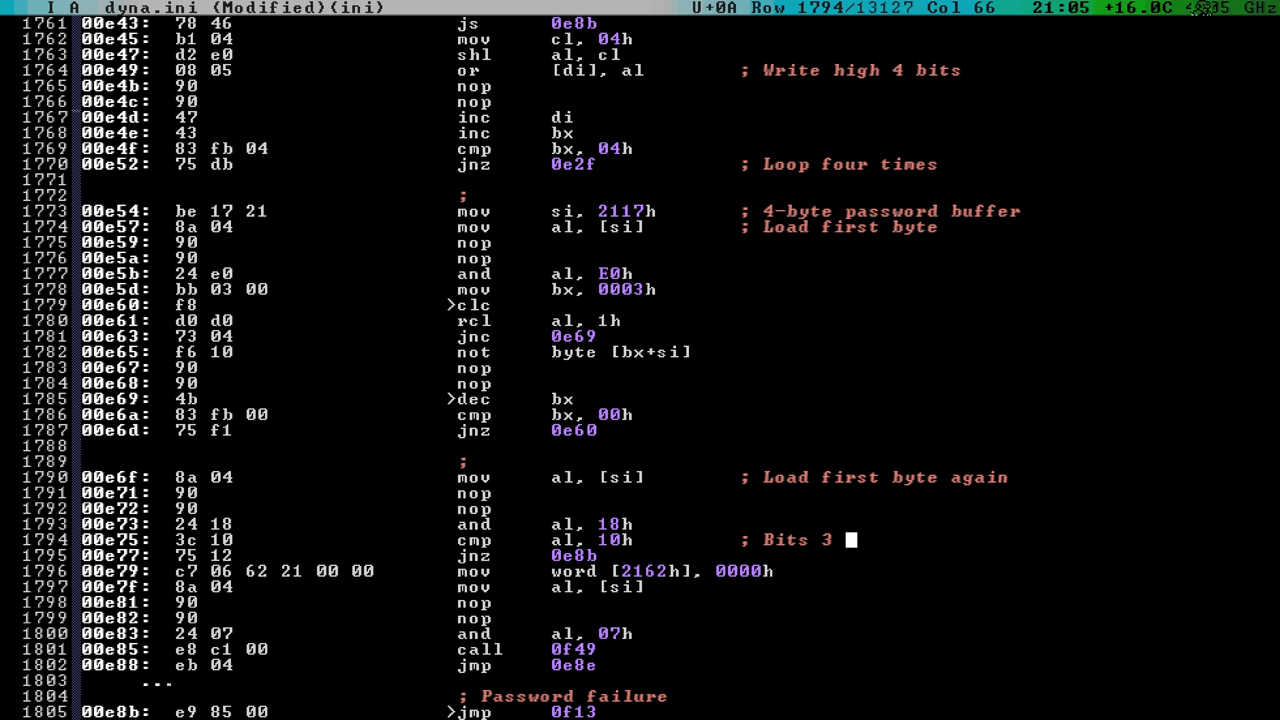 I A dyna.ini (Modified)(ini) U+0A Row 1794/13127 Col 66 21:05 +16.0C GHz
1761 00e43: 78 46 js 0e8b
1762 00e45: b1 04 mov cl, 04h
1763 00e47: d2 e0 shl al, cl
1764 00e49: 08 05 or [di], al ; Write high 4 bits
1765 00e4b: 90 nop
1766 00e4c: 90 nop
1767 00e4d: 47 inc di
1768 00e4e: 43 inc bx
1769 00e4f: 83 fb 04 cmp bx, 04h
1770 00e52: 75 db jnz 0e2f ; Loop four times
1771
1772 ;
1773 00e54: be 17 21 mov si, 2117h ; 4-byte password buffer
1774 00e57: 8a 04 mov al, [si] ; Load first byte
1775 00e59: 90 nop
1776 00e5a: 90 nop
1777 00e5b: 24 e0 and al, E0h
1778 00e5d: bb 03 00 mov bx, 0003h
1779 00e60: f8 >clc
1780 00e61: d0 d0 rcl al, 1h
1781 00e63: 73 04 jnc 0e69
1782 00e65: f6 10 not byte [bx+si]
1783 00e67: 90 nop
1784 00e68: 90 nop
1785 00e69: 4b >dec bx
1786 00e6a: 83 fb 00 cmp bx, 00h
1787 00e6d: 75 f1 jnz 0e60
1788
1789 ;
1790 00e6f: 8a 04 mov al, [si] ; Load first byte again
1791 00e71: 90 nop
1792 00e72: 90 nop
1793 00e73: 24 18 and al, 18h
1794 00e75: 3c 10 cmp al, 10h ; Bits 3
1795 00e77: 75 12 jnz 0e8b
1796 00e79: c7 06 62 21 00 00 mov word [2162h], 0000h
1797 00e7f: 8a 04 mov al, [si]
1798 00e81: 90 nop
1799 00e82: 90 nop
1800 00e83: 24 07 and al, 07h
1801 00e85: e8 c1 00 call 0f49
1802 00e88: eb 04 jmp 0e8e
1803 ...
1804 ; Password failure
1805 00e8b: e9 85 00 >jmp 0f13